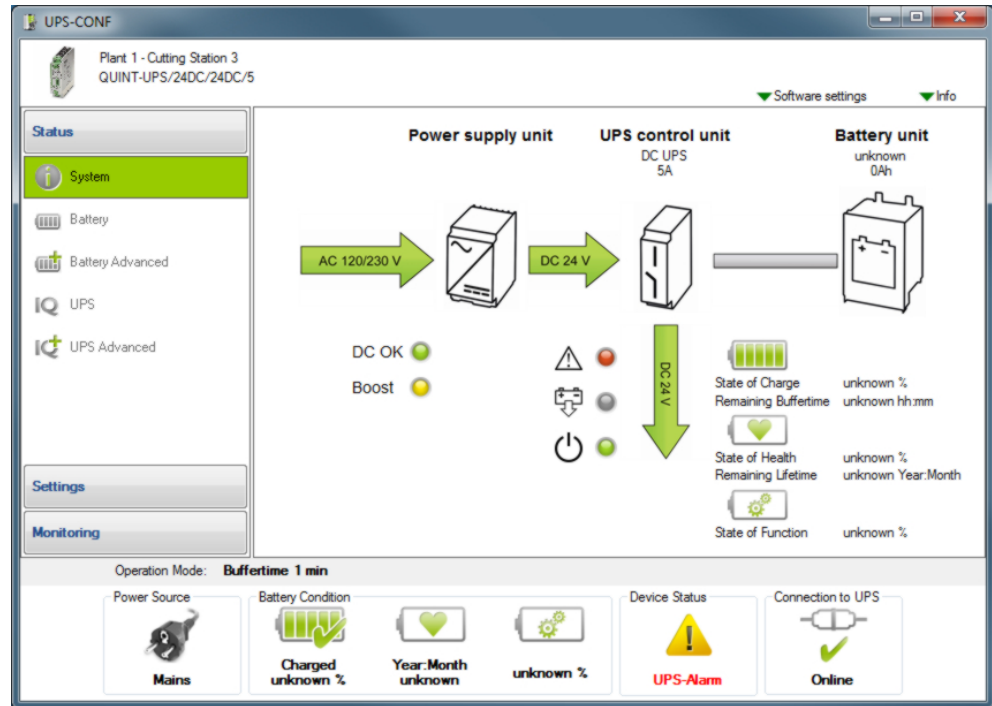 UPS-CONF
Plant 1 - Cutting Station 3
QUINT-UPS/24DC/24DC/5
Software settings
Info
Status
System
Battery
Battery Advanced
IQ UPS
IQ UPS Advanced
Settings
Monitoring
Power supply unit
UPS control unit
DC UPS
5A
Battery unit
unknown
0Ah
AC 120/230 V
DC 24 V
DC OK
Boost
DC 24 V
State of Charge unknown %
Remaining Buffertime unknown hh:mm
State of Health unknown %
Remaining Lifetime unknown Year:Month
State of Function unknown %
Operation Mode: Buffertime 1 min
Power Source
Mains
Battery Condition
Charged
unknown %
Year:Month
unknown
unknown %
Device Status
UPS-Alarm
Connection to UPS
Online